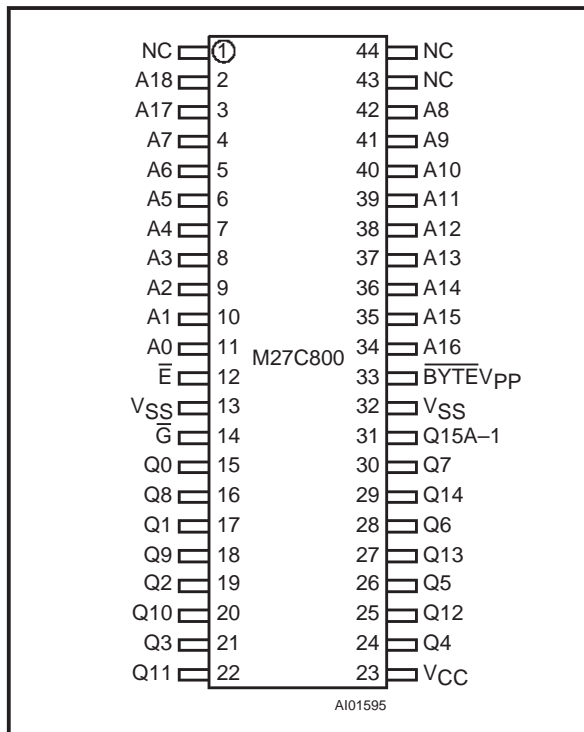 NC 1 44 NC
A18 2 43 NC
A17 3 42 A8
A7 4 41 A9
A6 5 40 A10
A5 6 39 A11
A4 7 38 A12
A3 8 37 A13
A2 9 36 A14
A1 10 35 A15
A0 11 34 A16
M27C800
E̅ 12 33 B̅Y̅T̅E̅VPP
VSS 13 32 VSS
G̅ 14 31 Q15A–1
Q0 15 30 Q7
Q8 16 29 Q14
Q1 17 28 Q6
Q9 18 27 Q13
Q2 19 26 Q5
Q10 20 25 Q12
Q3 21 24 Q4
Q11 22 23 VCC
AI01595